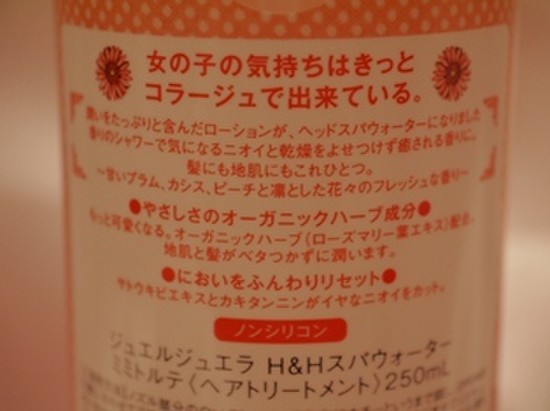 女の子の気持ちはきっと
コラージュで出来ている。
潤いをたっぷりと含んだローションが、ヘッドスパウォーターになりました
香りのシャワーで気になるニオイと乾燥をよせつけず癒される香りに。
髪にも地肌にもこれひとつ。
〜甘いプラム、カシス、ピーチと凛とした花々のフレッシュな香り〜
●やさしさのオーガニックハーブ成分●
もっと可愛くなる。オーガニックハーブ（ローズマリー葉エキス）配合。
地肌と髪がベタつかずに潤います。
●においをふんわりリセット●
サトウキビエキスとカキタンニンがイヤなニオイをカット。
ノンシリコン
ジュエルジュエラ H&Hスパウォーター
ミミトルテ〈ヘアトリートメント〉250mL